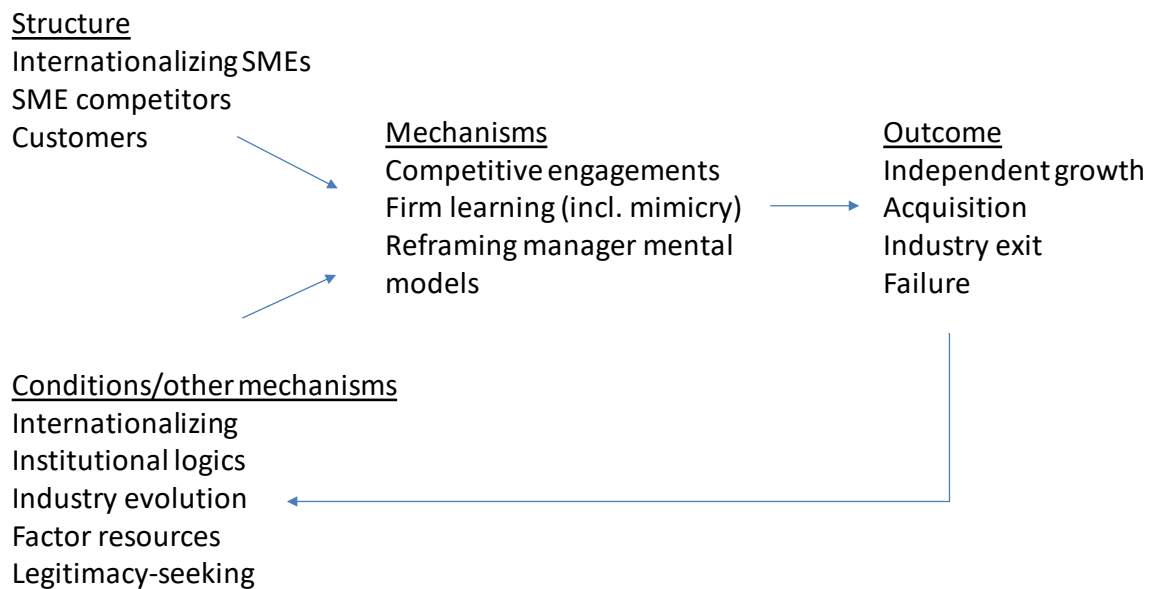 Structure
Internationalizing SMEs
SME competitors
Customers
Mechanisms
Competitive engagements
Firm learning (incl. mimicry)
Reframing manager mental
models
Outcome
Independent growth
Acquisition
Industry exit
Failure
Conditions/other mechanisms
Internationalizing
Institutional logics
Industry evolution
Factor resources
Legitimacy-seeking